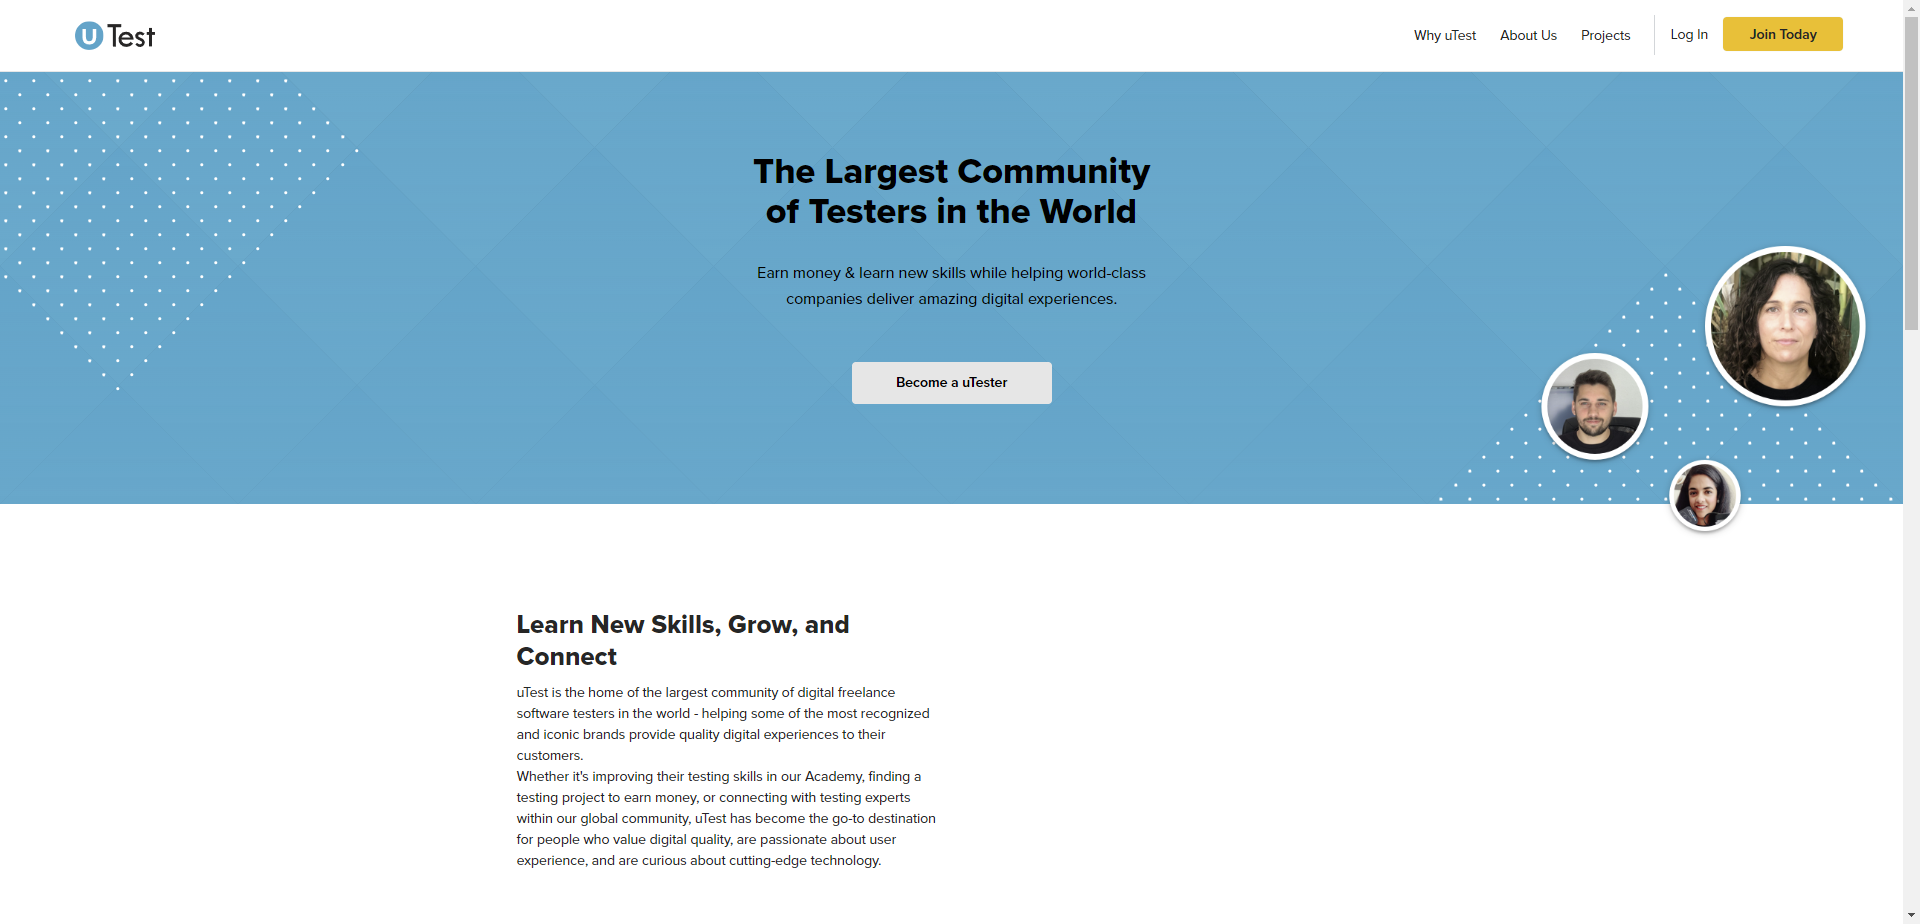 uTest
Why uTest
About Us
Projects
Log In
Join Today
The Largest Community
of Testers in the World
Earn money & learn new skills while helping world-class
companies deliver amazing digital experiences.
Become a uTester
Learn New Skills, Grow, and
Connect
uTest is the home of the largest community of digital freelance
software testers in the world - helping some of the most recognized
and iconic brands provide quality digital experiences to their
customers.
Whether it's improving their testing skills in our Academy, finding a
testing project to earn money, or connecting with testing experts
within our global community, uTest has become the go-to destination
for people who value digital quality, are passionate about user
experience, and are curious about cutting-edge technology.